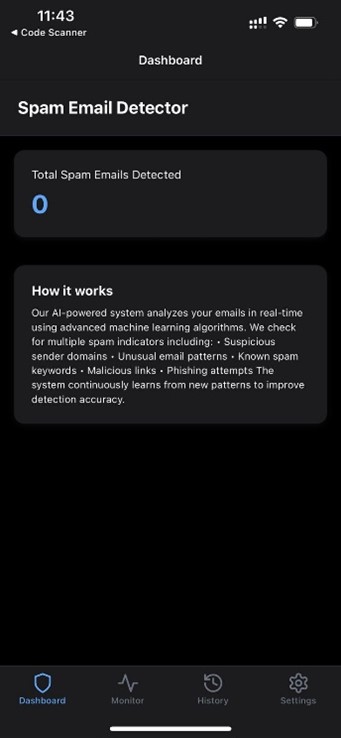 11:43
◀ Code Scanner
Dashboard
Spam Email Detector
Total Spam Emails Detected
0
How it works
Our AI-powered system analyzes your emails in real-time
using advanced machine learning algorithms. We check
for multiple spam indicators including: • Suspicious
sender domains • Unusual email patterns • Known spam
keywords • Malicious links • Phishing attempts The
system continuously learns from new patterns to improve
detection accuracy.
Dashboard
Monitor
History
Settings